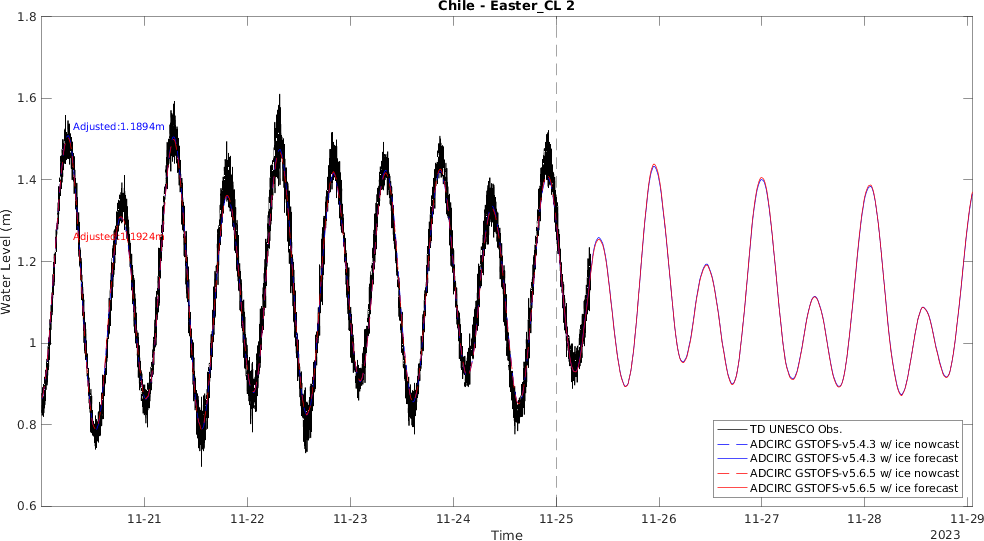 Chile - Easter_CL 2
1.8
1.6
1.4
1.2
1
0.8
0.6
Water Level (m)
Adjusted:1.1894m
Adjusted:1.1924m
TD UNESCO Obs.
ADCIRC GSTOFS-v5.4.3 w/ ice nowcast
ADCIRC GSTOFS-v5.4.3 w/ ice forecast
ADCIRC GSTOFS-v5.6.5 w/ ice nowcast
ADCIRC GSTOFS-v5.6.5 w/ ice forecast
11-21 11-22 11-23 11-24 11-25 11-26 11-27 11-28 11-29
Time
2023